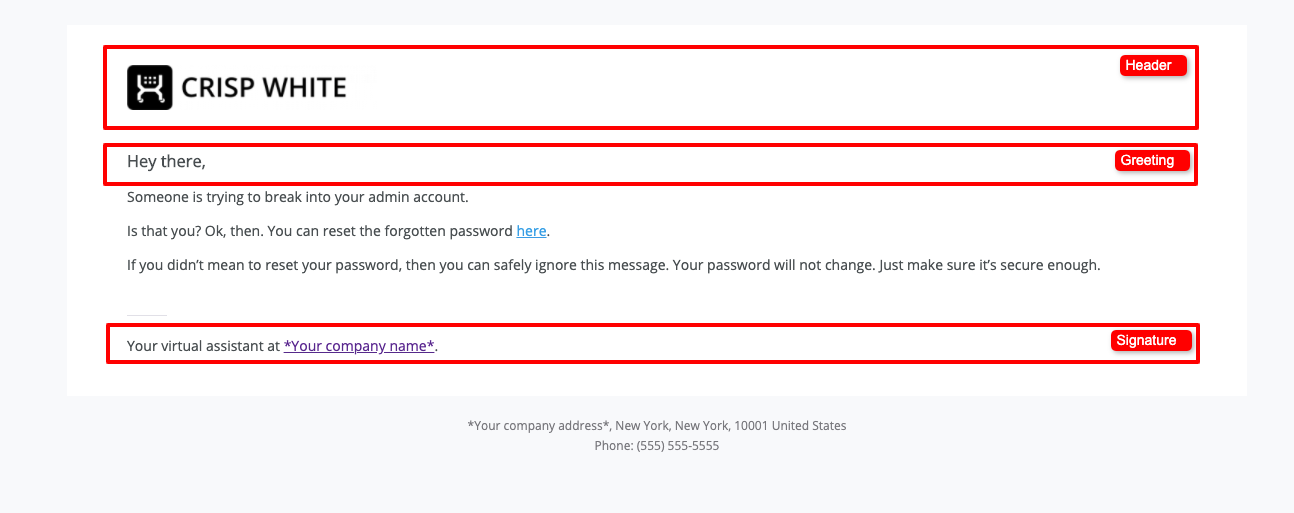 CRISP WHITE
Header
Hey there,
Greeting
Someone is trying to break into your admin account.
Is that you? Ok, then. You can reset the forgotten password here.
If you didn’t mean to reset your password, then you can safely ignore this message. Your password will not change. Just make sure it’s secure enough.
Your virtual assistant at *Your company name*.
Signature
*Your company address*, New York, New York, 10001 United States
Phone: (555) 555-5555